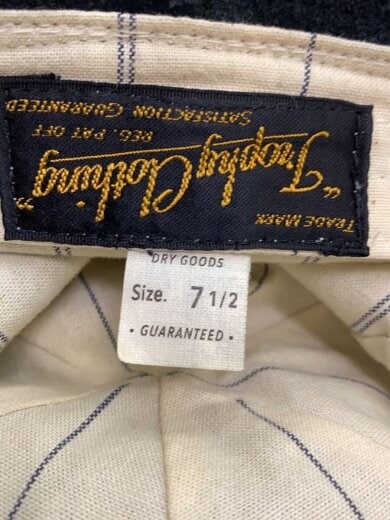 TRADE MARK
"Trophy Clothing"
REG. PAT OFF
SATISFACTION GUARANTEED
DRY GOODS
Size. 7 1/2
• GUARANTEED •